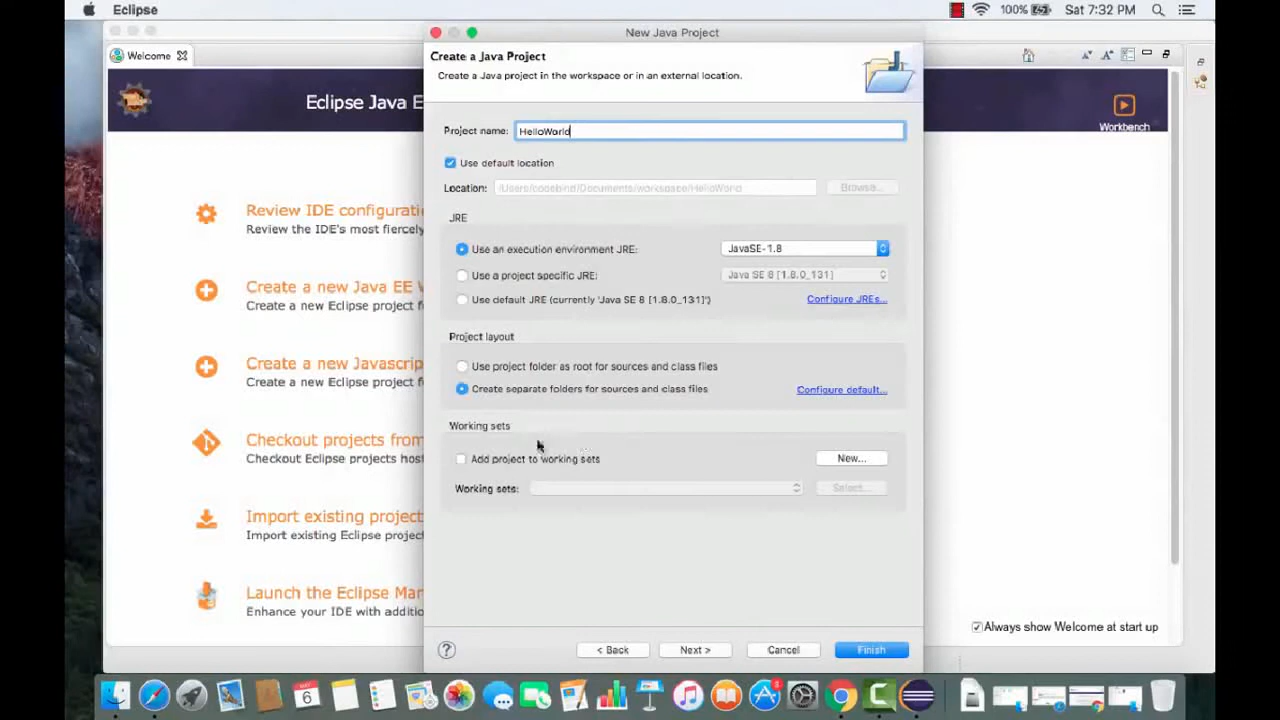 Eclipse
100%
Sat 7:32 PM
New Java Project
Welcome
Create a Java Project
Create a Java project in the workspace or in an external location.
Eclipse Java E
Workbench
Project name: HelloWorld
Use default location
Location: /Users/codebind/Documents/workspace/HelloWorld Browse...
Review IDE configurati
Review the IDE's most fiercely
JRE
Use an execution environment JRE: JavaSE-1.8
Use a project specific JRE: Java SE 8 [1.8.0_131]
Use default JRE (currently 'Java SE 8 [1.8.0_131]') Configure JREs...
Create a new Java EE W
Create a new Eclipse project f
Project layout
Use project folder as root for sources and class files
Create separate folders for sources and class files Configure default...
Create a new Javascrip
Create a new Eclipse project f
Working sets
Add project to working sets New...
Working sets: Select...
Checkout projects from
Checkout Eclipse projects hos
Import existing project
Import existing Eclipse project
Launch the Eclipse Mar
Enhance your IDE with additio
Always show Welcome at start up
? < Back Next > Cancel Finish
6